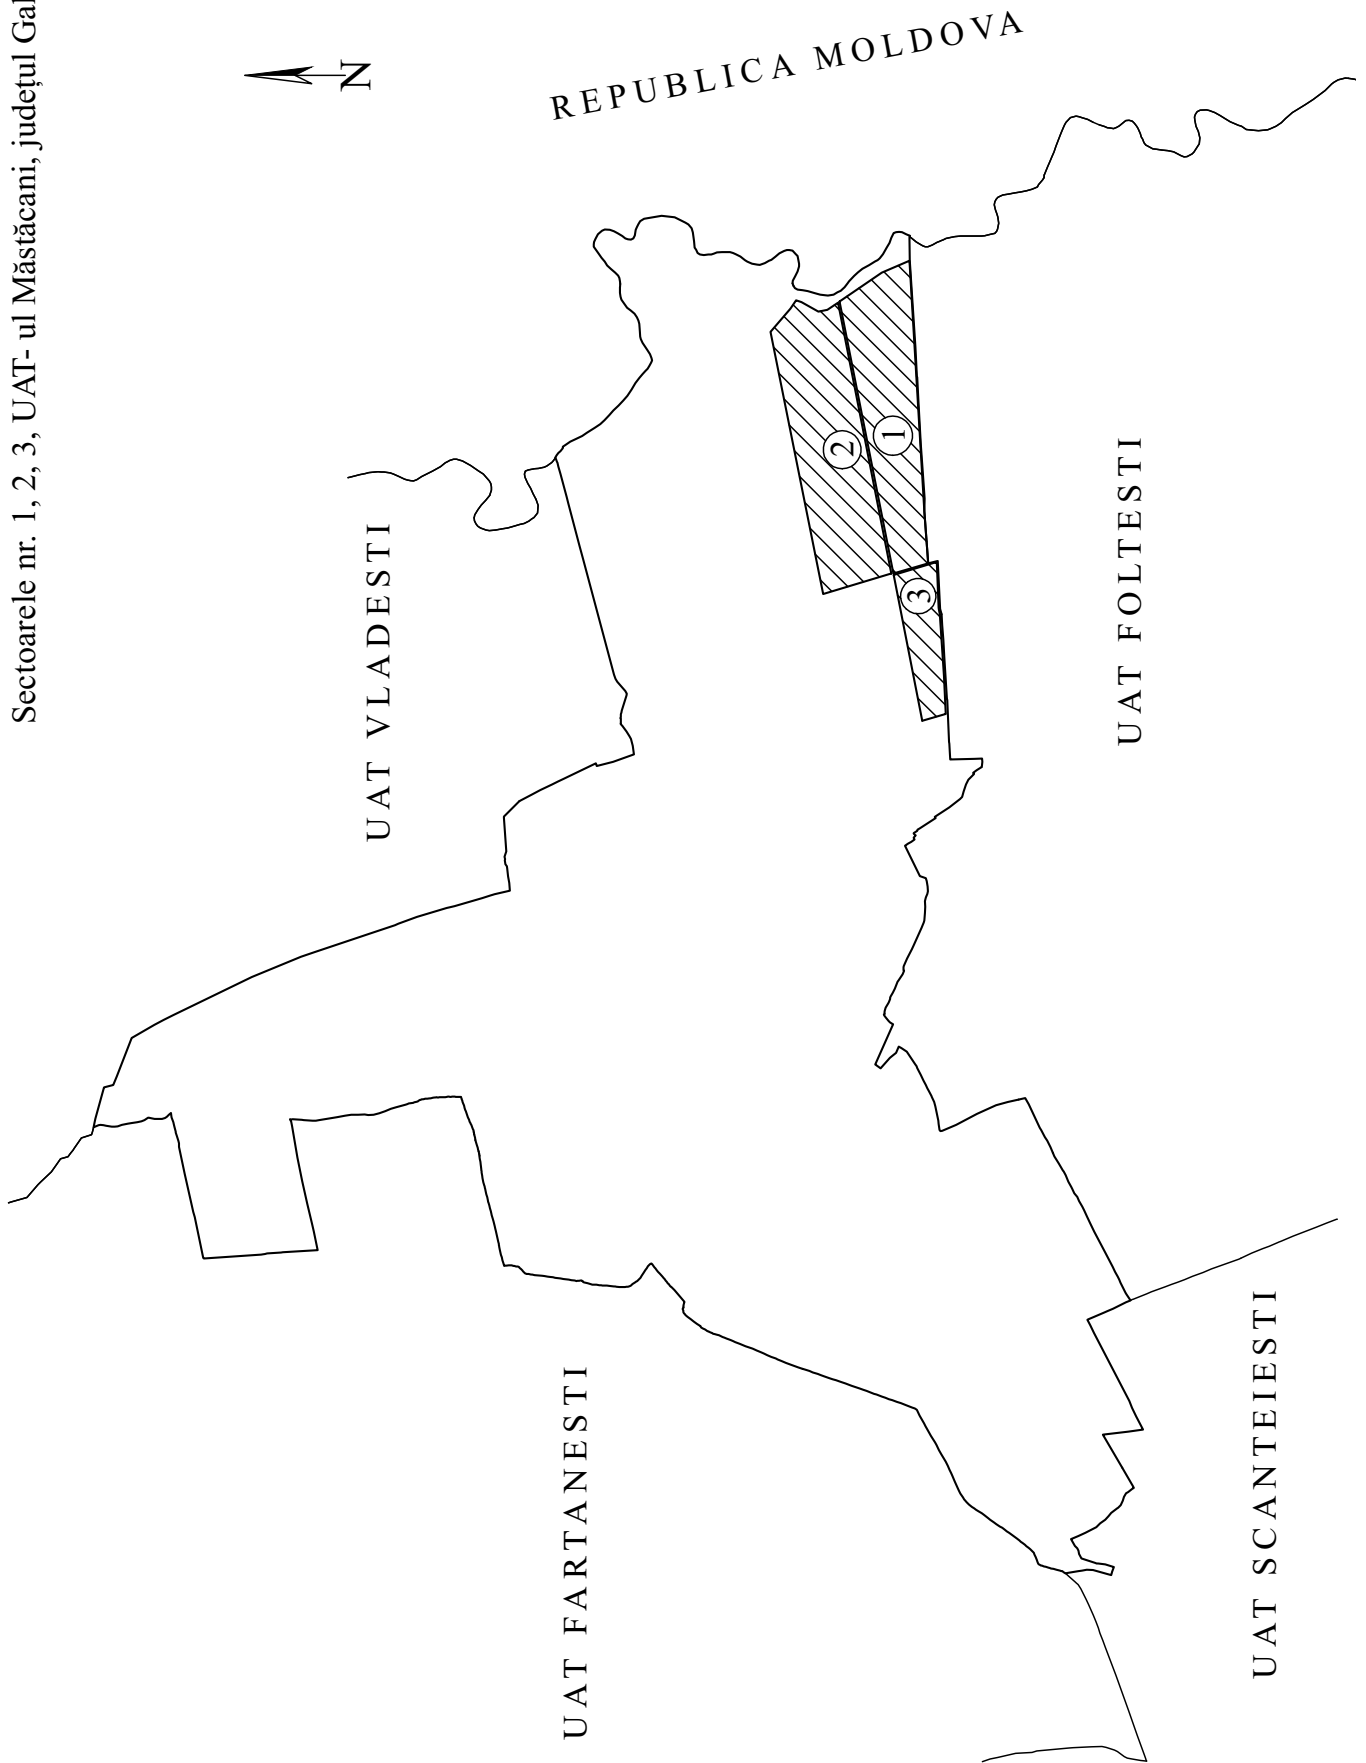 Sectoarele nr. 1, 2, 3, UAT- ul Măstăcani, județul Gal
N
REPUBLICA MOLDOVA
UAT VLADESTI
2
1
3
UAT FOLTESTI
UAT FARTANESTI
UAT SCANTEIESTI